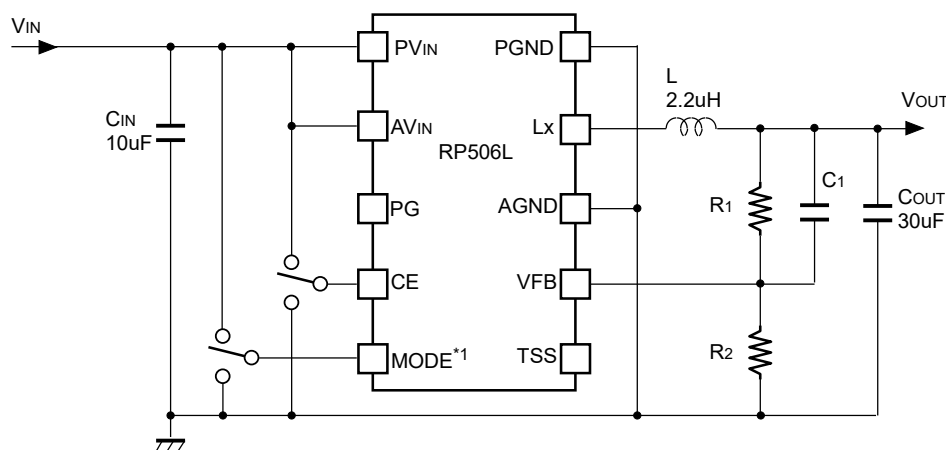 VIN
CIN
10uF
PVIN
AVIN
PG
CE
MODE*1
RP506L
PGND
Lx
AGND
VFB
TSS
L
2.2uH
VOUT
R1
C1
COUT
30uF
R2